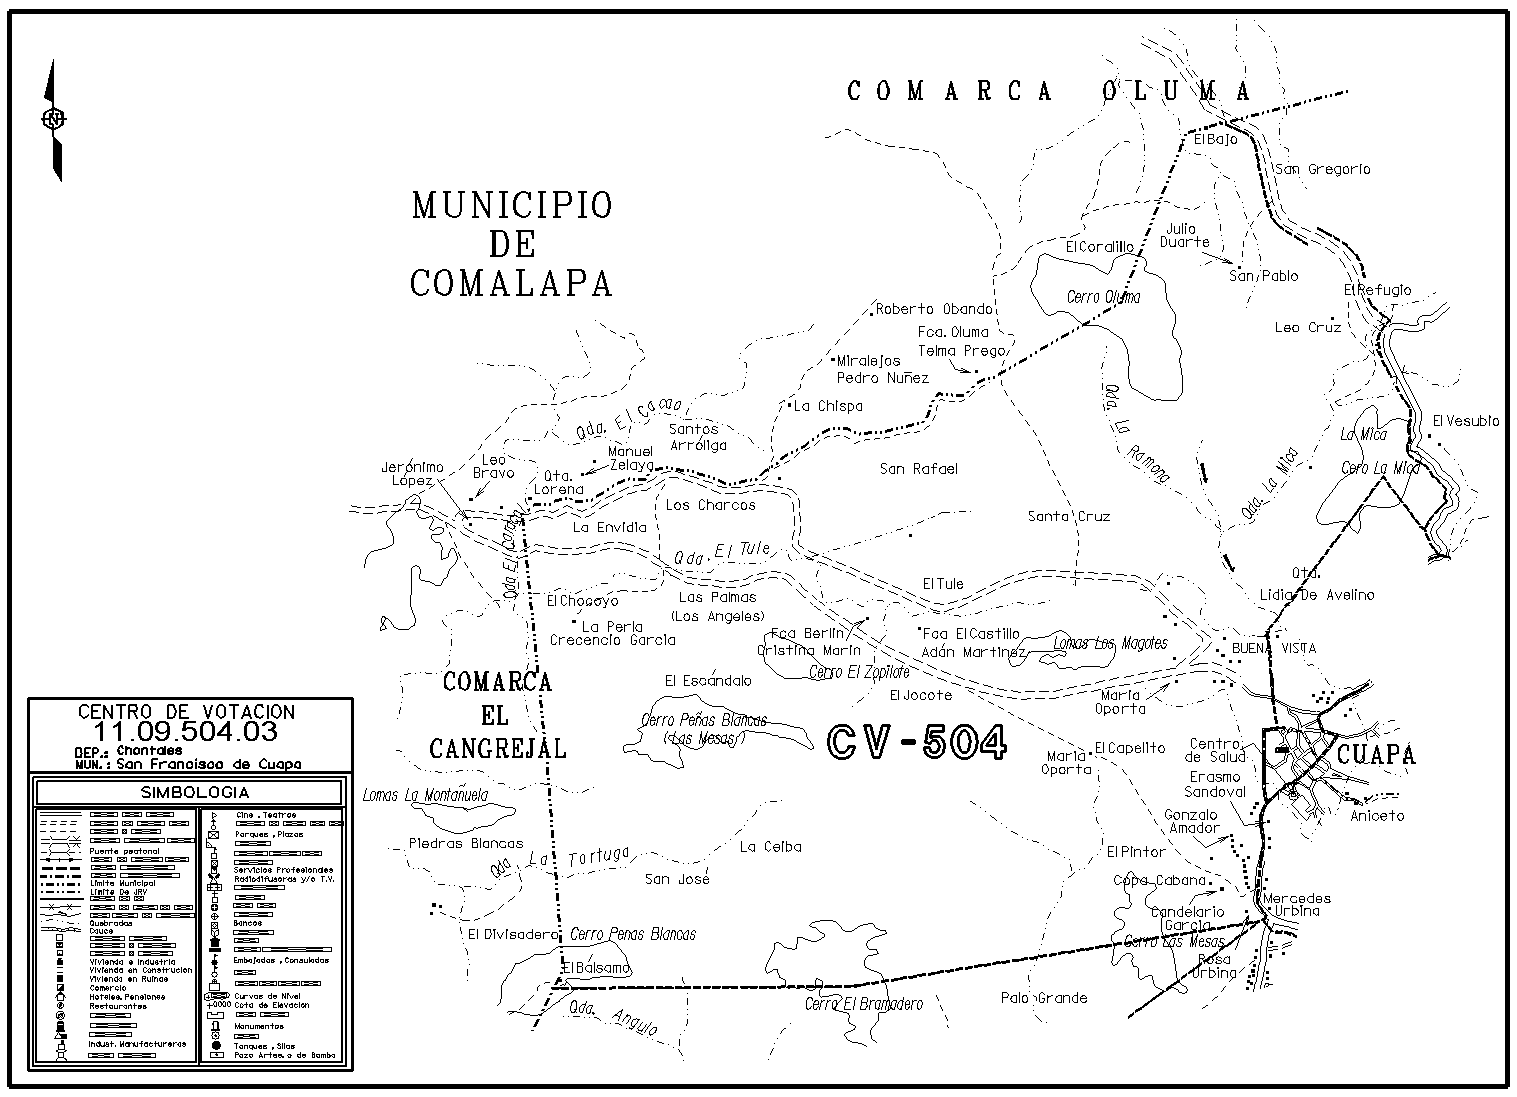 COMARCA OLUMA
El Bajo
San Gregorio
MUNICIPIO
DE
COMALAPA
Julio
Duarte
El Coralillo
San Pablo
Cerro Oluma
El Refugio
Roberto Obando
Leo Cruz
Fca. Oluma
Telma Prego
Miralejos
Pedro Nuñez
La Chispa
Qda. El Cacao
Santos
Arróliga
Qda. La Ramona
El Vesubio
La Mica
Manuel
Zelaya
Leo
Bravo
Jerónimo
López
Qta.
Lorena
San Rafael
Cero La Mica
Qda. La Mica
Los Charcos
Santa Cruz
La Envidia
Qda. El Tule
El Tule
Qta.
Lidia De Avelino
El Chocoyo
Las Palmas
(Los Angeles)
La Perla
Crecencio Garcia
Fca Berlin
Cristina Marin
Fca El Castillo
Adán Martinez
Lomas Los Magotes
BUENA VISTA
Cerro El Zopilote
El Escándalo
COMARCA
EL
CANGREJAL
El Jocote
Maria
Oporta
Cerro Peñas Blancas
(Las Mesas)
CV-504
Maria
Oporta
El Capelito
Centro
de Salud
CUAPA
Erasmo
Sandoval
Lomas La Montañuela
Gonzalo
Amador
Aniceto
Piedras Blancas
Qda. La Tortuga
La Ceiba
El Pintor
San José
Copa Cabana
Mercedes
Urbina
Candelario
Garcia
El Divisadero
Cerro Penas Blancas
Cerro Las Mesas
Rosa
Urbina
El Bálsamo
Cerro El Bramadero
Palo Grande
Qda. Angulo
CENTRO DE VOTACION
11.09.504.03
DEP.: Chontales
MUN.: San Francisco de Cuapa
SIMBOLOGIA
Puente peatonal
Limite Municipal
Limite De JRV
Quebradas
Cauce
Vivienda e Industria
Vivienda en Construcion
Vivienda en Ruinas
Comercio
Hoteles, Penciones
Restaurantes
Indust. Manufactureras
Cine, Teatros
Parques, Plazas
Servicios Profesionales
Radiodifusoras y/o T.V.
Bancos
Embajadas, Consulados
Curvas de Nivel
Cota de Elevacion
Monumentos
Tanques, Silos
Pozo Artes. o de Bomba